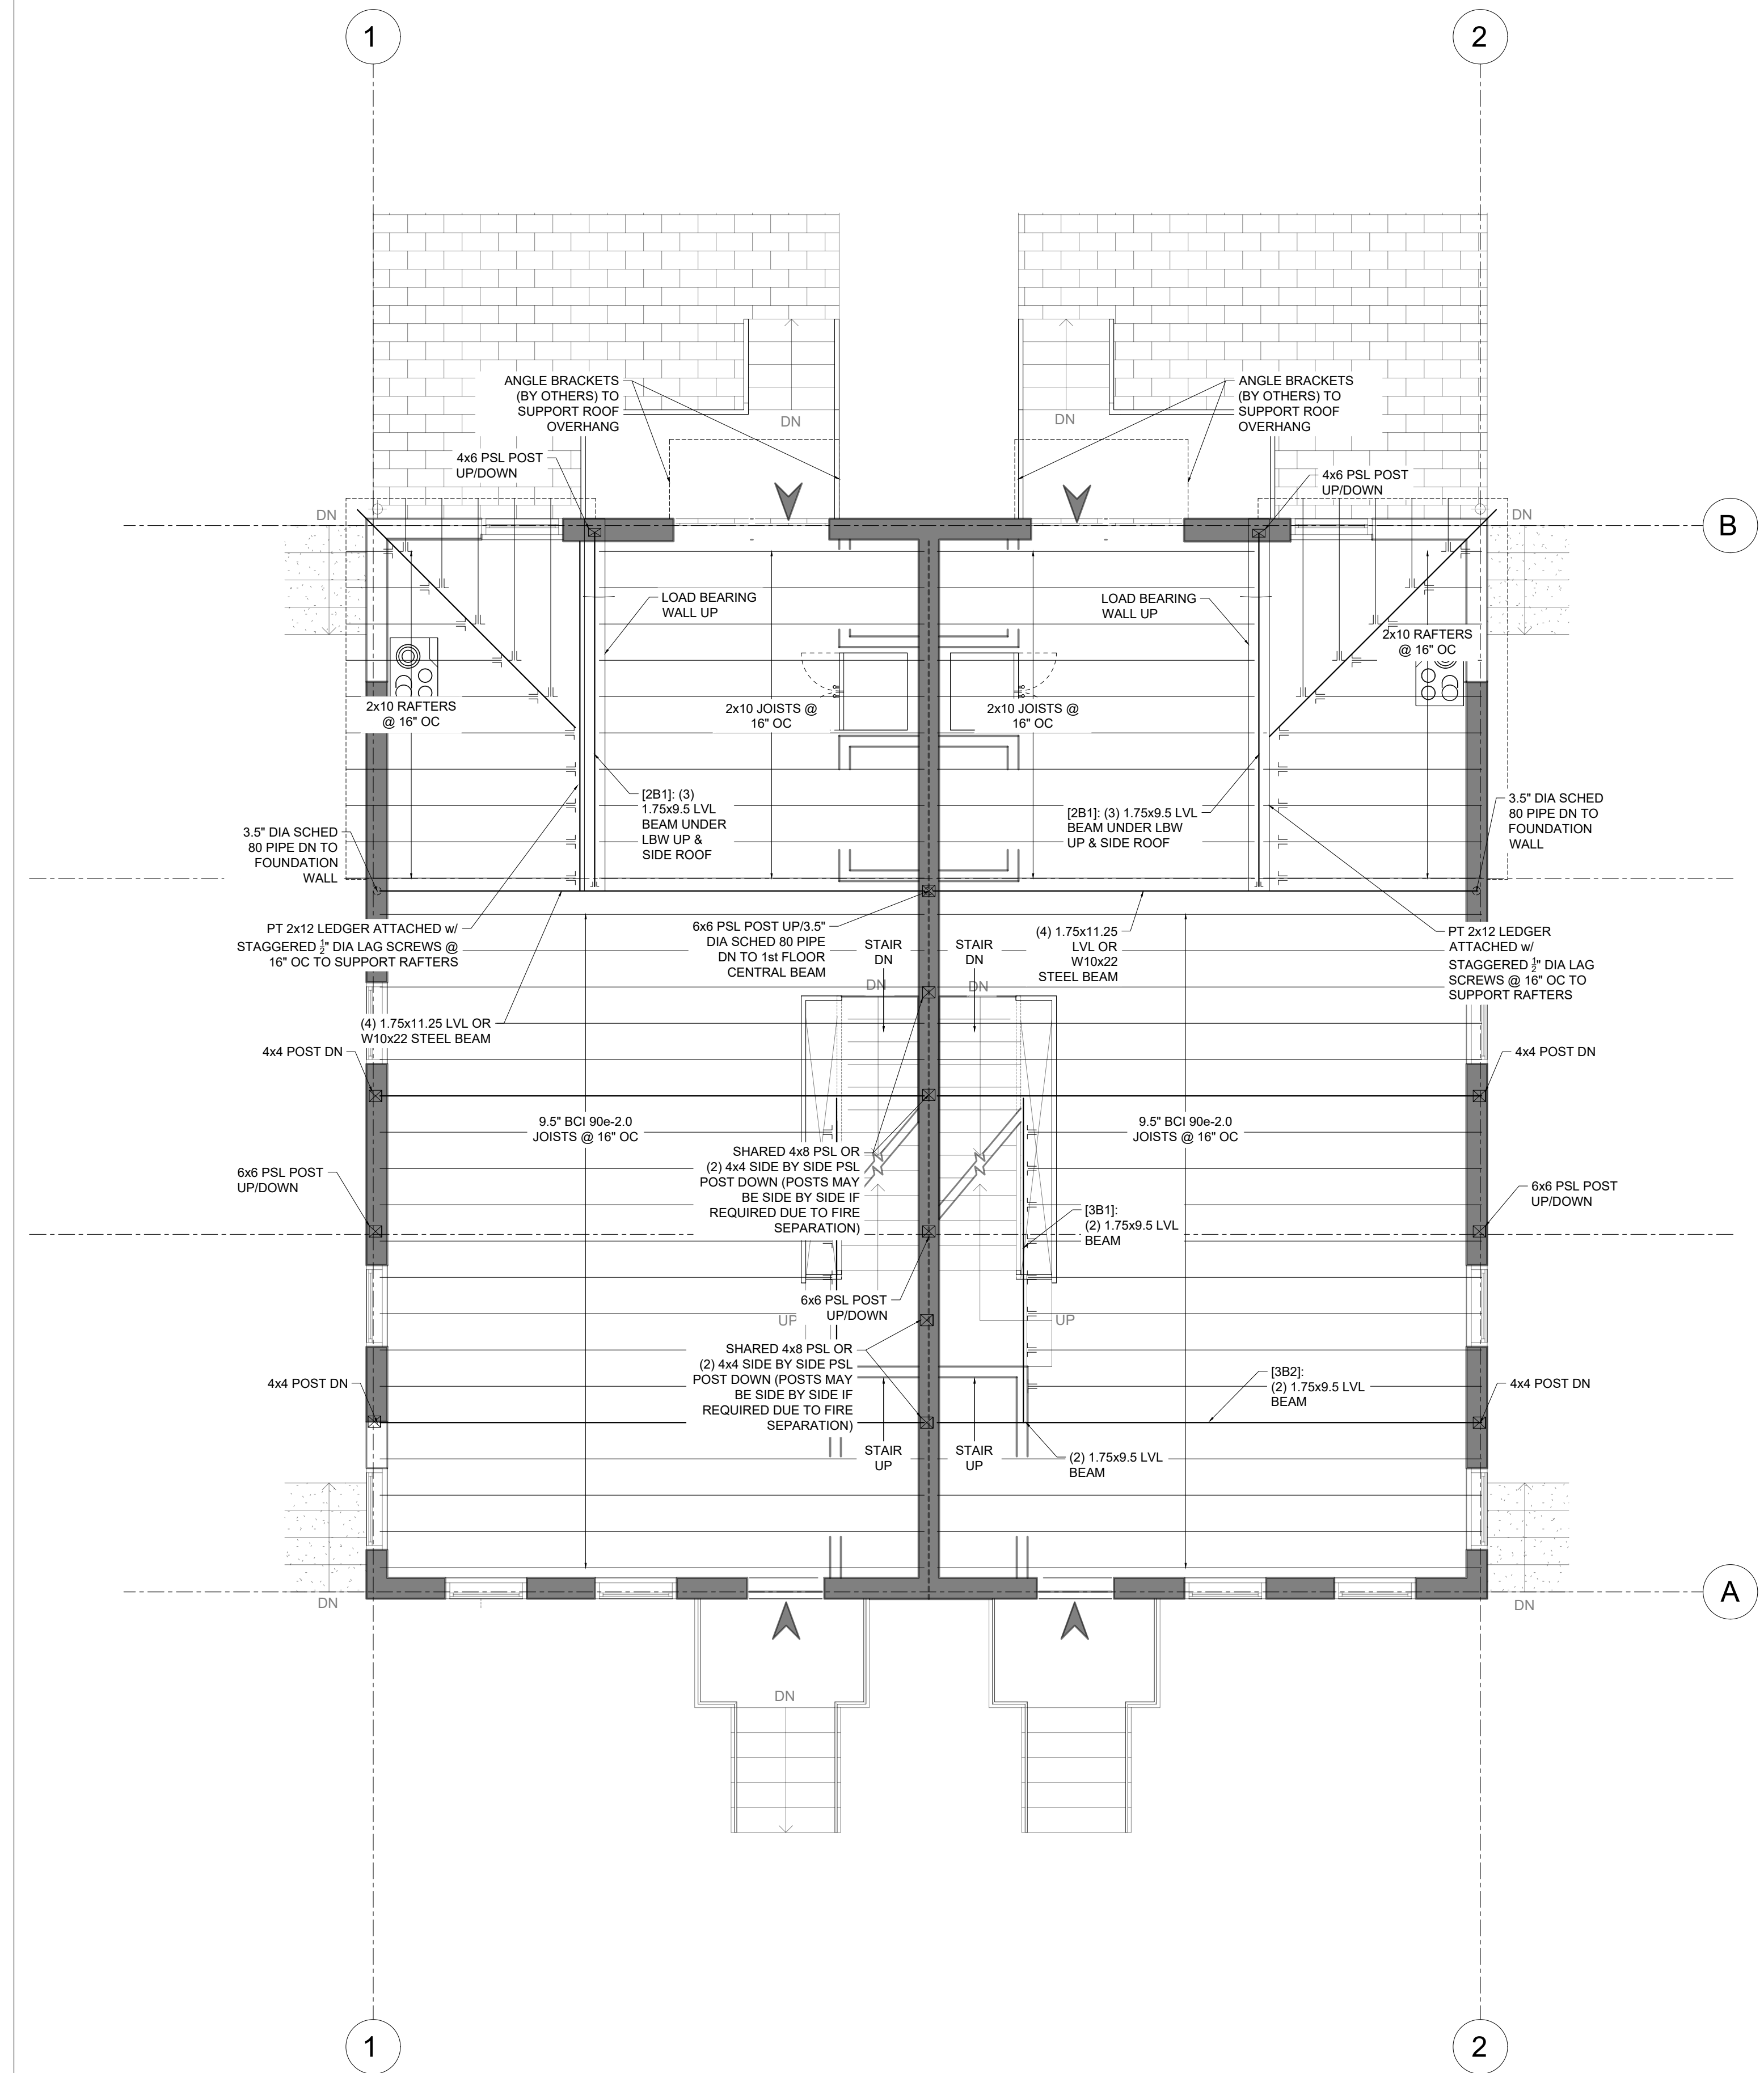 1
2
ANGLE BRACKETS
(BY OTHERS) TO
SUPPORT ROOF
OVERHANG
DN
DN
ANGLE BRACKETS
(BY OTHERS) TO
SUPPORT ROOF
OVERHANG
4x6 PSL POST
UP/DOWN
4x6 PSL POST
UP/DOWN
DN
DN
B
LOAD BEARING
WALL UP
LOAD BEARING
WALL UP
2x10 RAFTERS
@ 16" OC
2x10 RAFTERS
@ 16" OC
2x10 JOISTS @
16" OC
2x10 JOISTS @
16" OC
[2B1]: (3)
1.75x9.5 LVL
BEAM UNDER
LBW UP &
SIDE ROOF
[2B1]: (3) 1.75x9.5 LVL
BEAM UNDER LBW
UP & SIDE ROOF
3.5" DIA SCHED
80 PIPE DN TO
FOUNDATION
WALL
3.5" DIA SCHED
80 PIPE DN TO
FOUNDATION
WALL
PT 2x12 LEDGER ATTACHED w/
STAGGERED ½" DIA LAG SCREWS @
16" OC TO SUPPORT RAFTERS
6x6 PSL POST UP/3.5"
DIA SCHED 80 PIPE
DN TO 1st FLOOR
CENTRAL BEAM
STAIR
DN
DN
STAIR
DN
DN
(4) 1.75x11.25
LVL OR
W10x22
STEEL BEAM
PT 2x12 LEDGER
ATTACHED w/
STAGGERED ½" DIA LAG
SCREWS @ 16" OC TO
SUPPORT RAFTERS
(4) 1.75x11.25 LVL OR
W10x22 STEEL BEAM
4x4 POST DN
4x4 POST DN
9.5" BCI 90e-2.0
JOISTS @ 16" OC
9.5" BCI 90e-2.0
JOISTS @ 16" OC
SHARED 4x8 PSL OR
(2) 4x4 SIDE BY SIDE PSL
POST DOWN (POSTS MAY
BE SIDE BY SIDE IF
REQUIRED DUE TO FIRE
SEPARATION)
6x6 PSL POST
UP/DOWN
6x6 PSL POST
UP/DOWN
[3B1]:
(2) 1.75x9.5 LVL
BEAM
6x6 PSL POST
UP/DOWN
UP
UP
SHARED 4x8 PSL OR
(2) 4x4 SIDE BY SIDE PSL
POST DOWN (POSTS MAY
BE SIDE BY SIDE IF
REQUIRED DUE TO FIRE
SEPARATION)
4x4 POST DN
[3B2]:
(2) 1.75x9.5 LVL
BEAM
4x4 POST DN
STAIR
UP
STAIR
UP
(2) 1.75x9.5 LVL
BEAM
A
DN
DN
DN
1
2